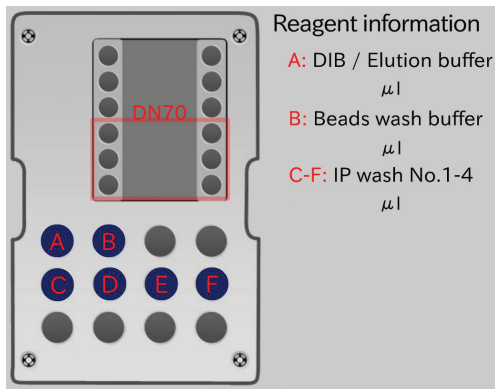 Reagent information
A: DIB / Elution buffer
μl
B: Beads wash buffer
μl
C-F: IP wash No.1-4
μl
DN70
A B
C D E F